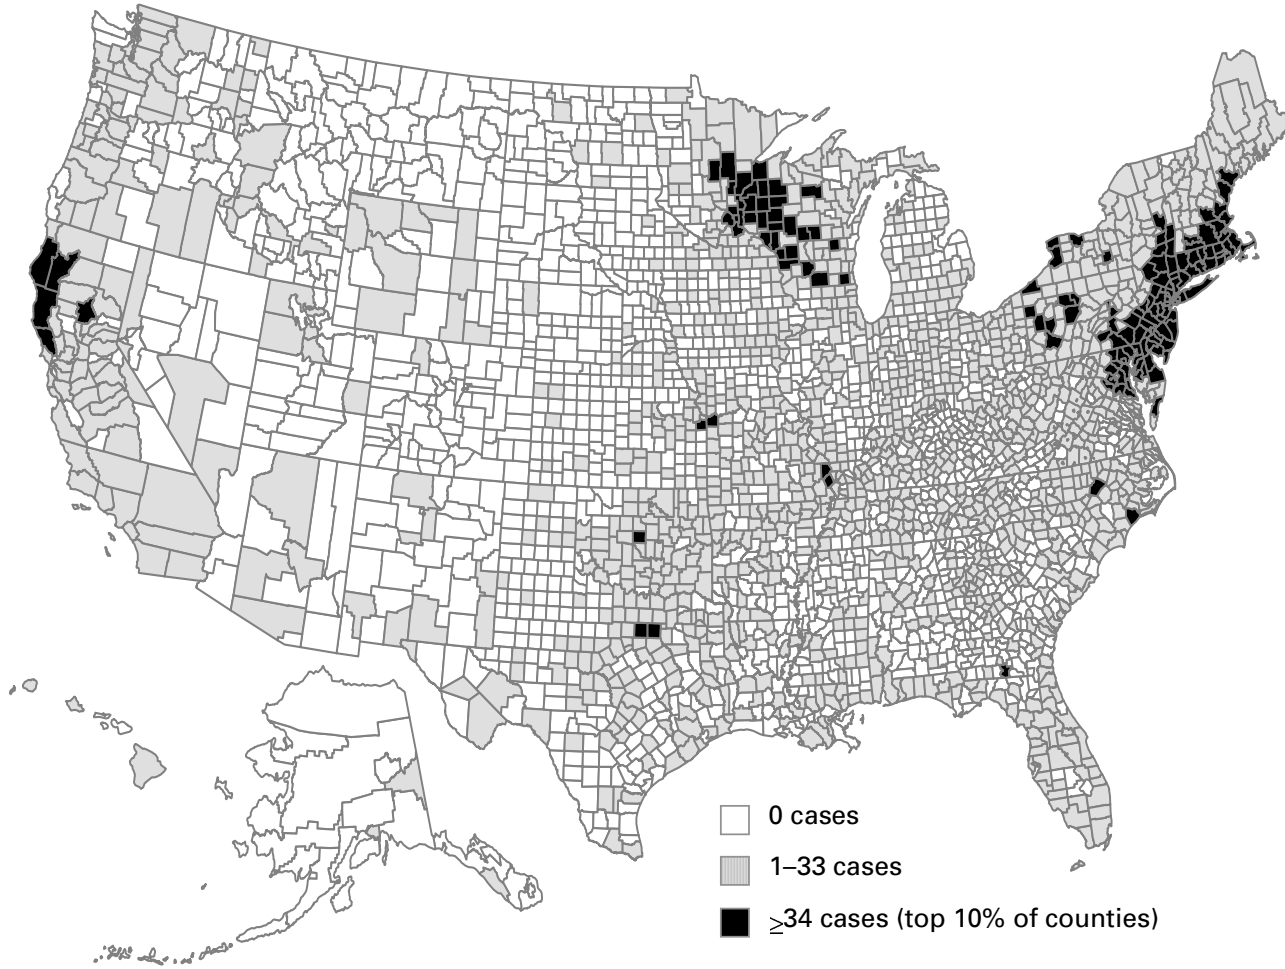 0 cases
1–33 cases
≥34 cases (top 10% of counties)